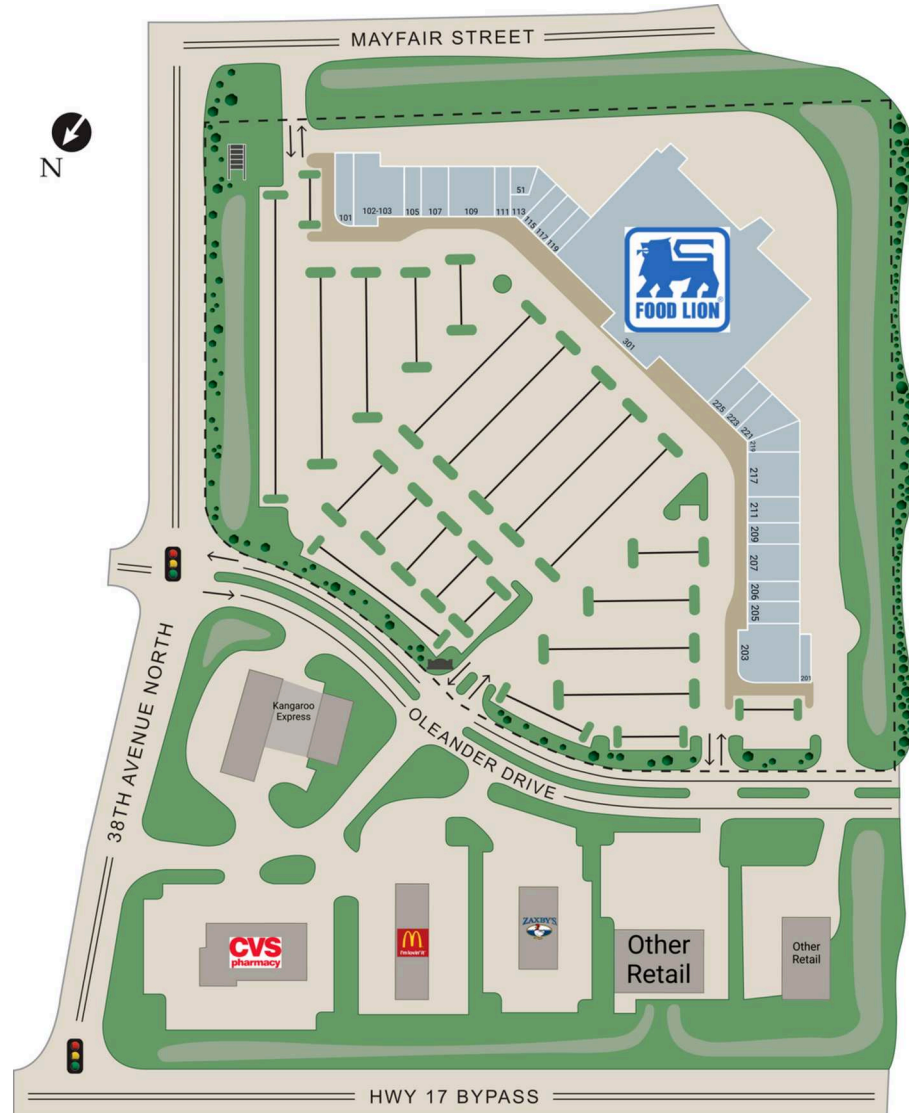 MAYFAIR STREET
N
51
101
102-103
105
107
109
111
113
115
117
119
FOOD LION
301
225
223
221
219
217
211
209
207
206
205
203
201
38TH AVENUE NORTH
Kangaroo
Express
OLEANDER DRIVE
CVS
pharmacy
i'm lovin' it
ZAXBY'S
Other
Retail
Other
Retail
HWY 17 BYPASS